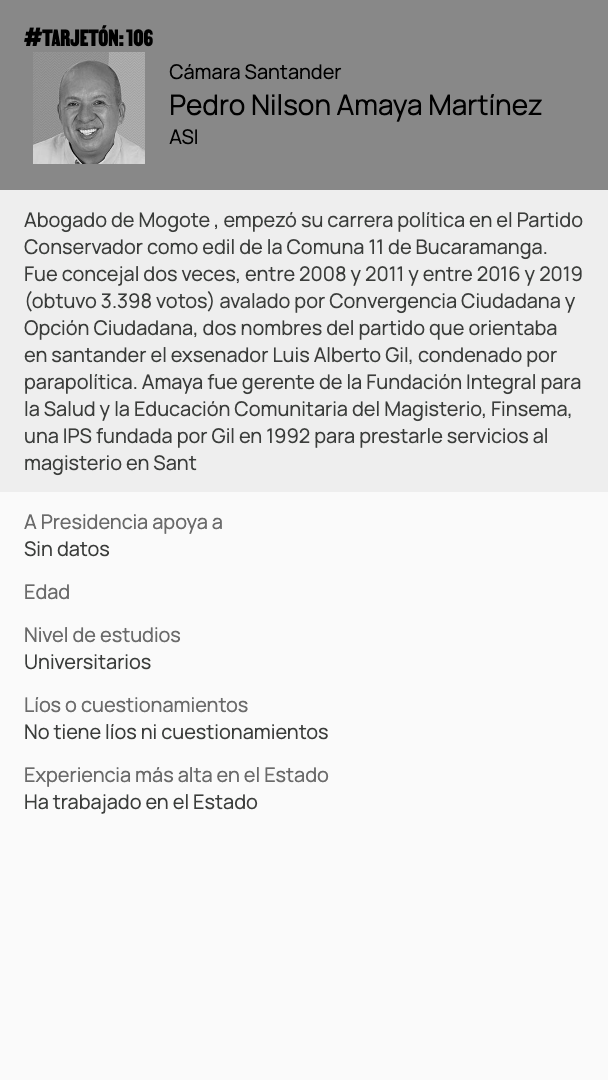 #TARJETÓN: 106
Cámara Santander
Pedro Nilson Amaya Martínez
ASI
Abogado de Mogote , empezó su carrera política en el Partido
Conservador como edil de la Comuna 11 de Bucaramanga.
Fue concejal dos veces, entre 2008 y 2011 y entre 2016 y 2019
(obtuvo 3.398 votos) avalado por Convergencia Ciudadana y
Opción Ciudadana, dos nombres del partido que orientaba
en santander el exsenador Luis Alberto Gil, condenado por
parapolítica. Amaya fue gerente de la Fundación Integral para
la Salud y la Educación Comunitaria del Magisterio, Finsema,
una IPS fundada por Gil en 1992 para prestarle servicios al
magisterio en Sant
A Presidencia apoya a
Sin datos
Edad
Nivel de estudios
Universitarios
Líos o cuestionamientos
No tiene líos ni cuestionamientos
Experiencia más alta en el Estado
Ha trabajado en el Estado